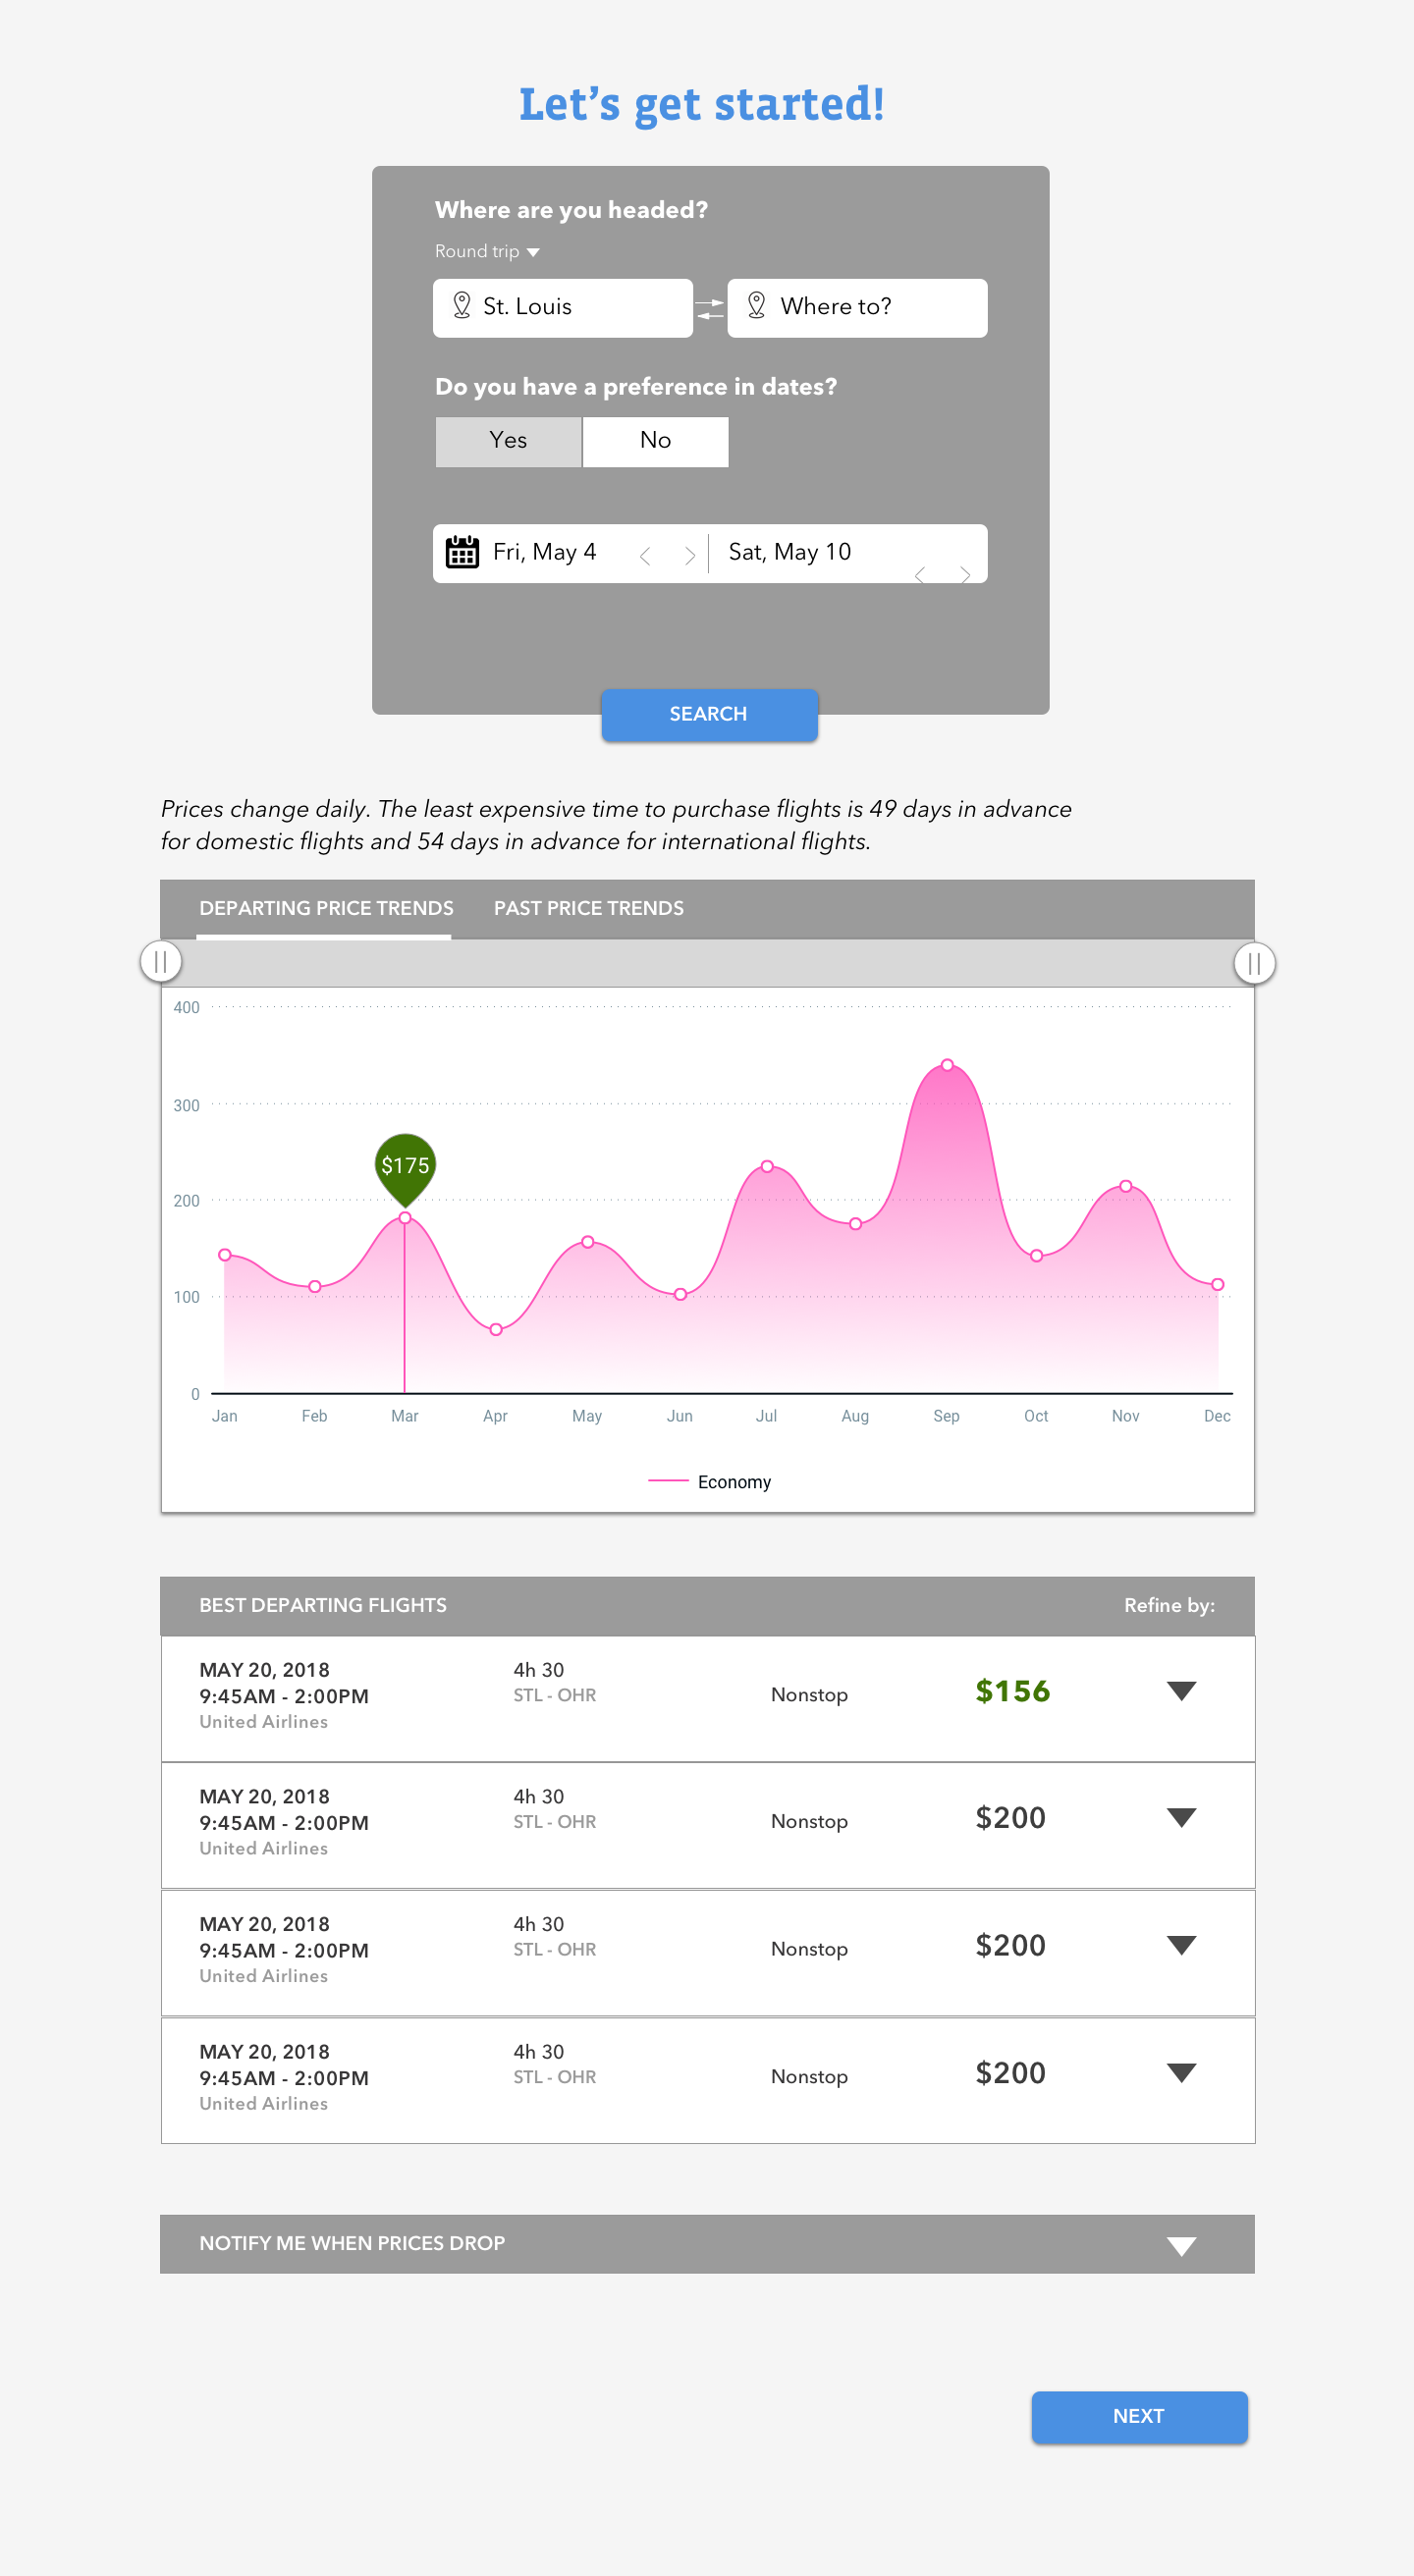 Let’s get started!
Where are you headed?
Round trip
St. Louis
Where to?
Do you have a preference in dates?
Yes
No
Fri, May 4
Sat, May 10
SEARCH
Prices change daily. The least expensive time to purchase flights is 49 days in advance
for domestic flights and 54 days in advance for international flights.
DEPARTING PRICE TRENDS
PAST PRICE TRENDS
400
300
200
100
0
$175
Jan
Feb
Mar
Apr
May
Jun
Jul
Aug
Sep
Oct
Nov
Dec
Economy
BEST DEPARTING FLIGHTS
Refine by:
MAY 20, 2018
9:45AM - 2:00PM
United Airlines
4h 30
STL - OHR
Nonstop
$156
MAY 20, 2018
9:45AM - 2:00PM
United Airlines
4h 30
STL - OHR
Nonstop
$200
MAY 20, 2018
9:45AM - 2:00PM
United Airlines
4h 30
STL - OHR
Nonstop
$200
MAY 20, 2018
9:45AM - 2:00PM
United Airlines
4h 30
STL - OHR
Nonstop
$200
NOTIFY ME WHEN PRICES DROP
NEXT